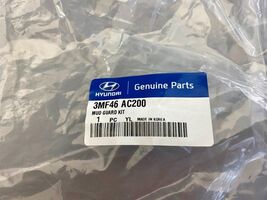 HYUNDAI
Genuine Parts
3MF46 AC200
MUD GUARD KIT
1 PC YL MADE IN KOREA